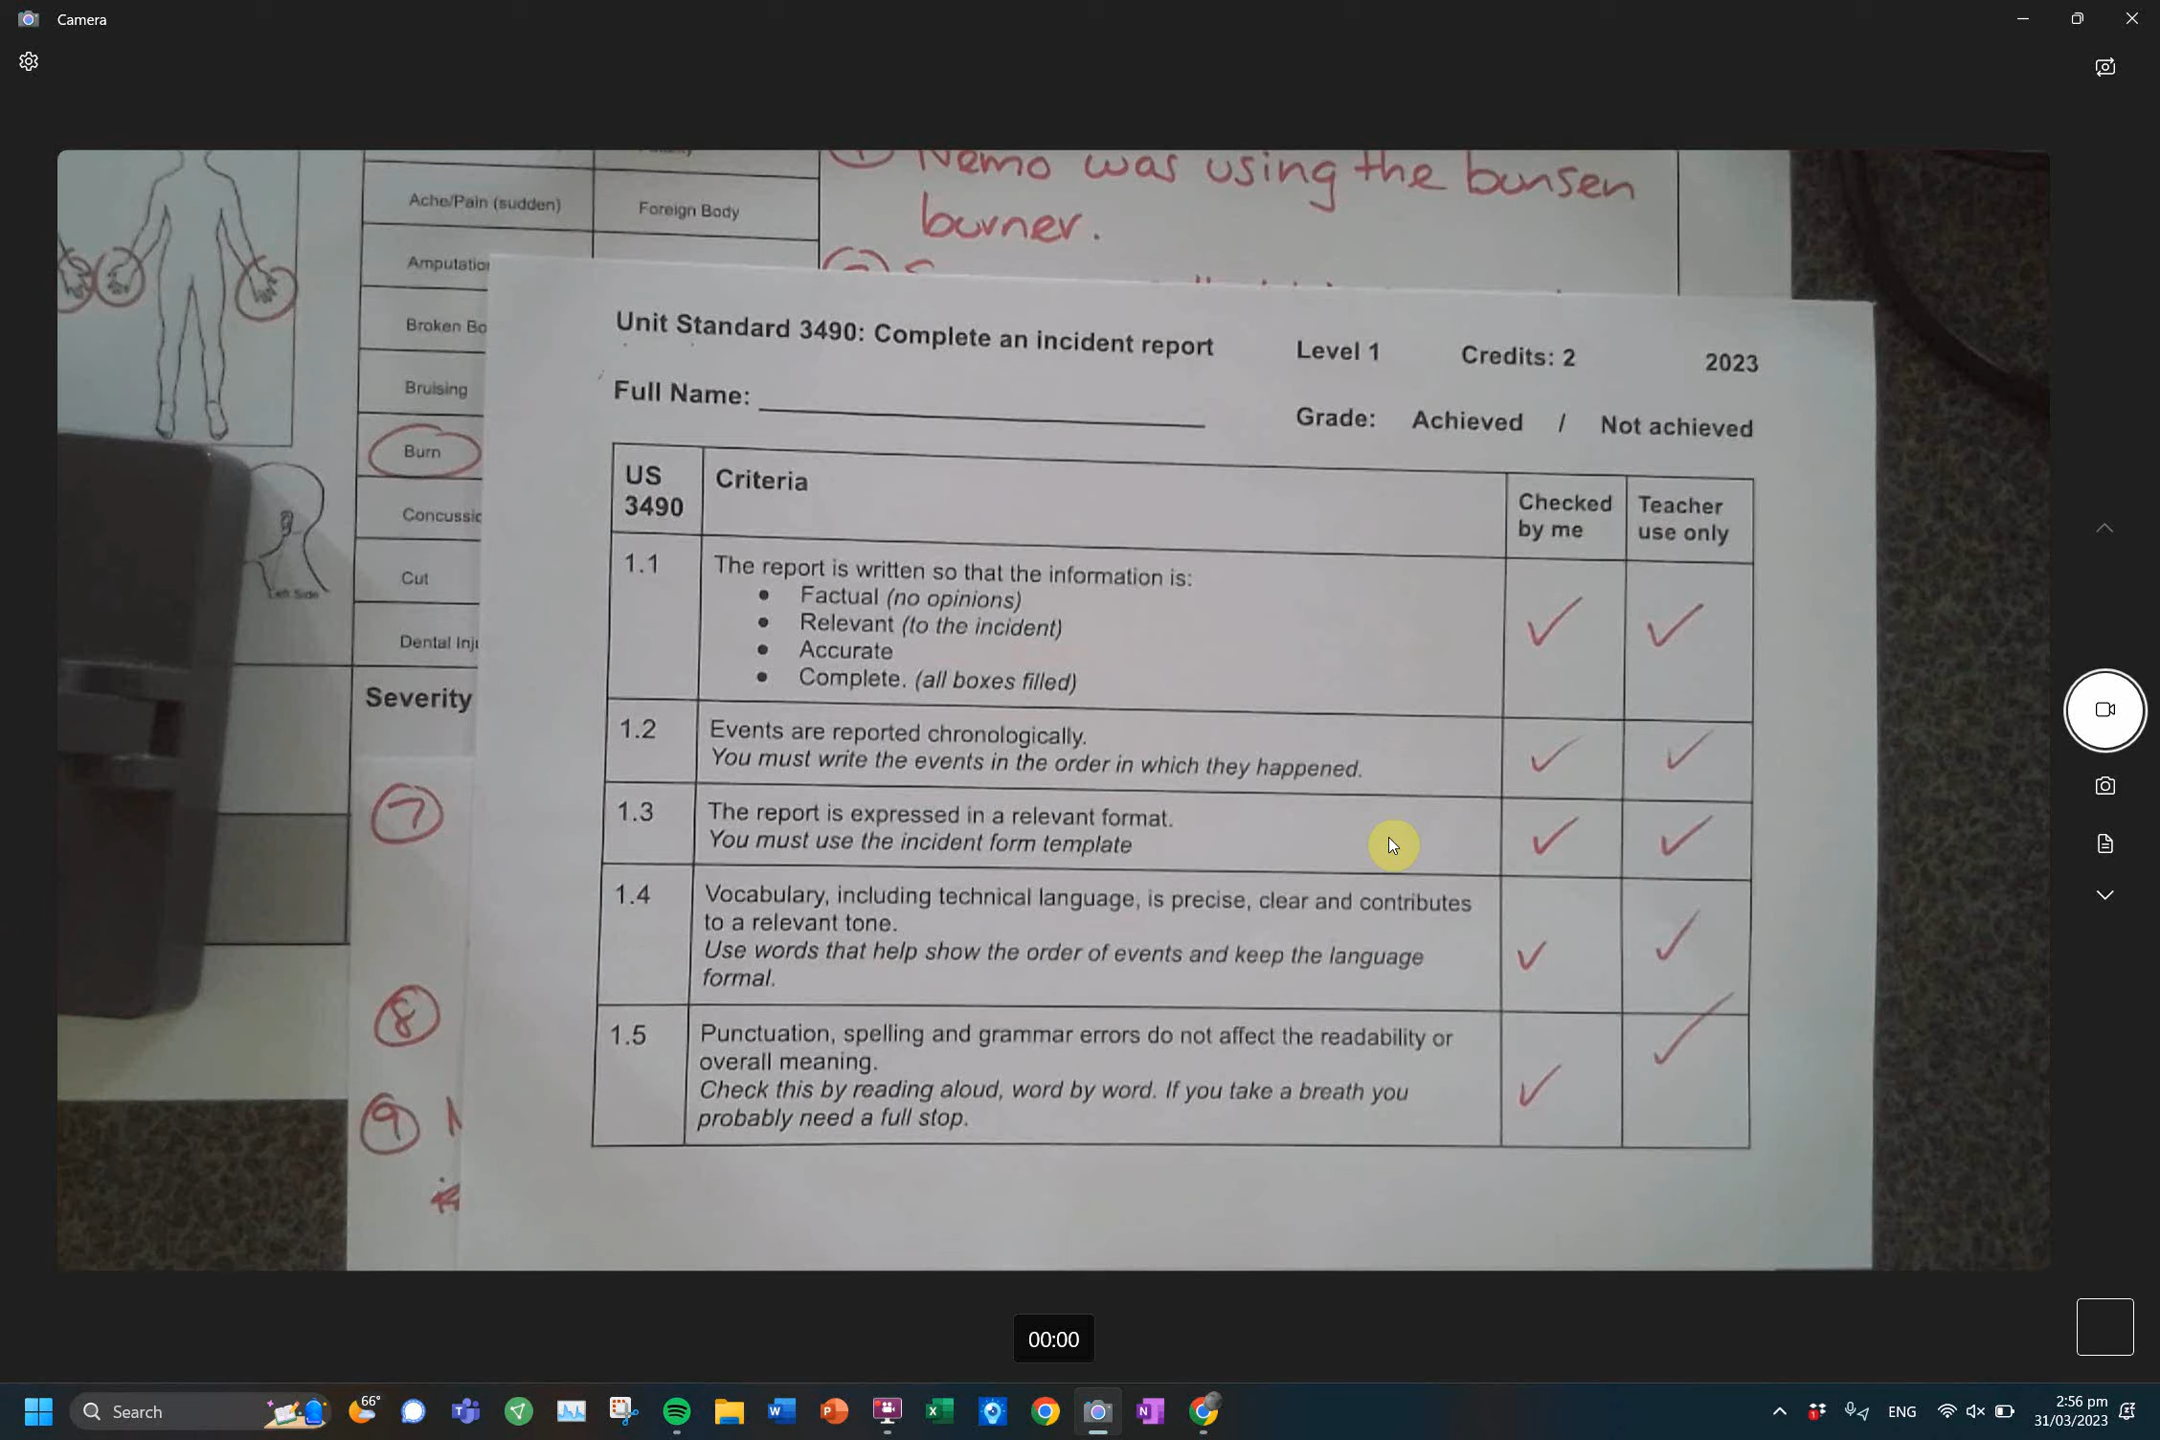 Camera
Nemo was using the bunsen
burner.
Ache/Pain (sudden)
Foreign Body
Broken
Bruising
Burn
Cut
Dental
Left Side
Severity
7
8
9
Unit Standard 3490: Complete an incident report Level 1 Credits: 2 2023
Full Name: Grade: Achieved / Not achieved
US
3490
Criteria
Checked
by me
Teacher
use only
1.1
The report is written so that the information is:
• Factual (no opinions)
• Relevant (to the incident)
• Accurate
• Complete. (all boxes filled)
1.2
Events are reported chronologically.
You must write the events in the order in which they happened.
1.3
The report is expressed in a relevant format.
You must use the incident form template
1.4
Vocabulary, including technical language, is precise, clear and contributes
to a relevant tone.
Use words that help show the order of events and keep the language
formal.
1.5
Punctuation, spelling and grammar errors do not affect the readability or
overall meaning.
Check this by reading aloud, word by word. If you take a breath you
probably need a full stop.
00:00
Search
66°
ENG
2:56 pm
31/03/2023